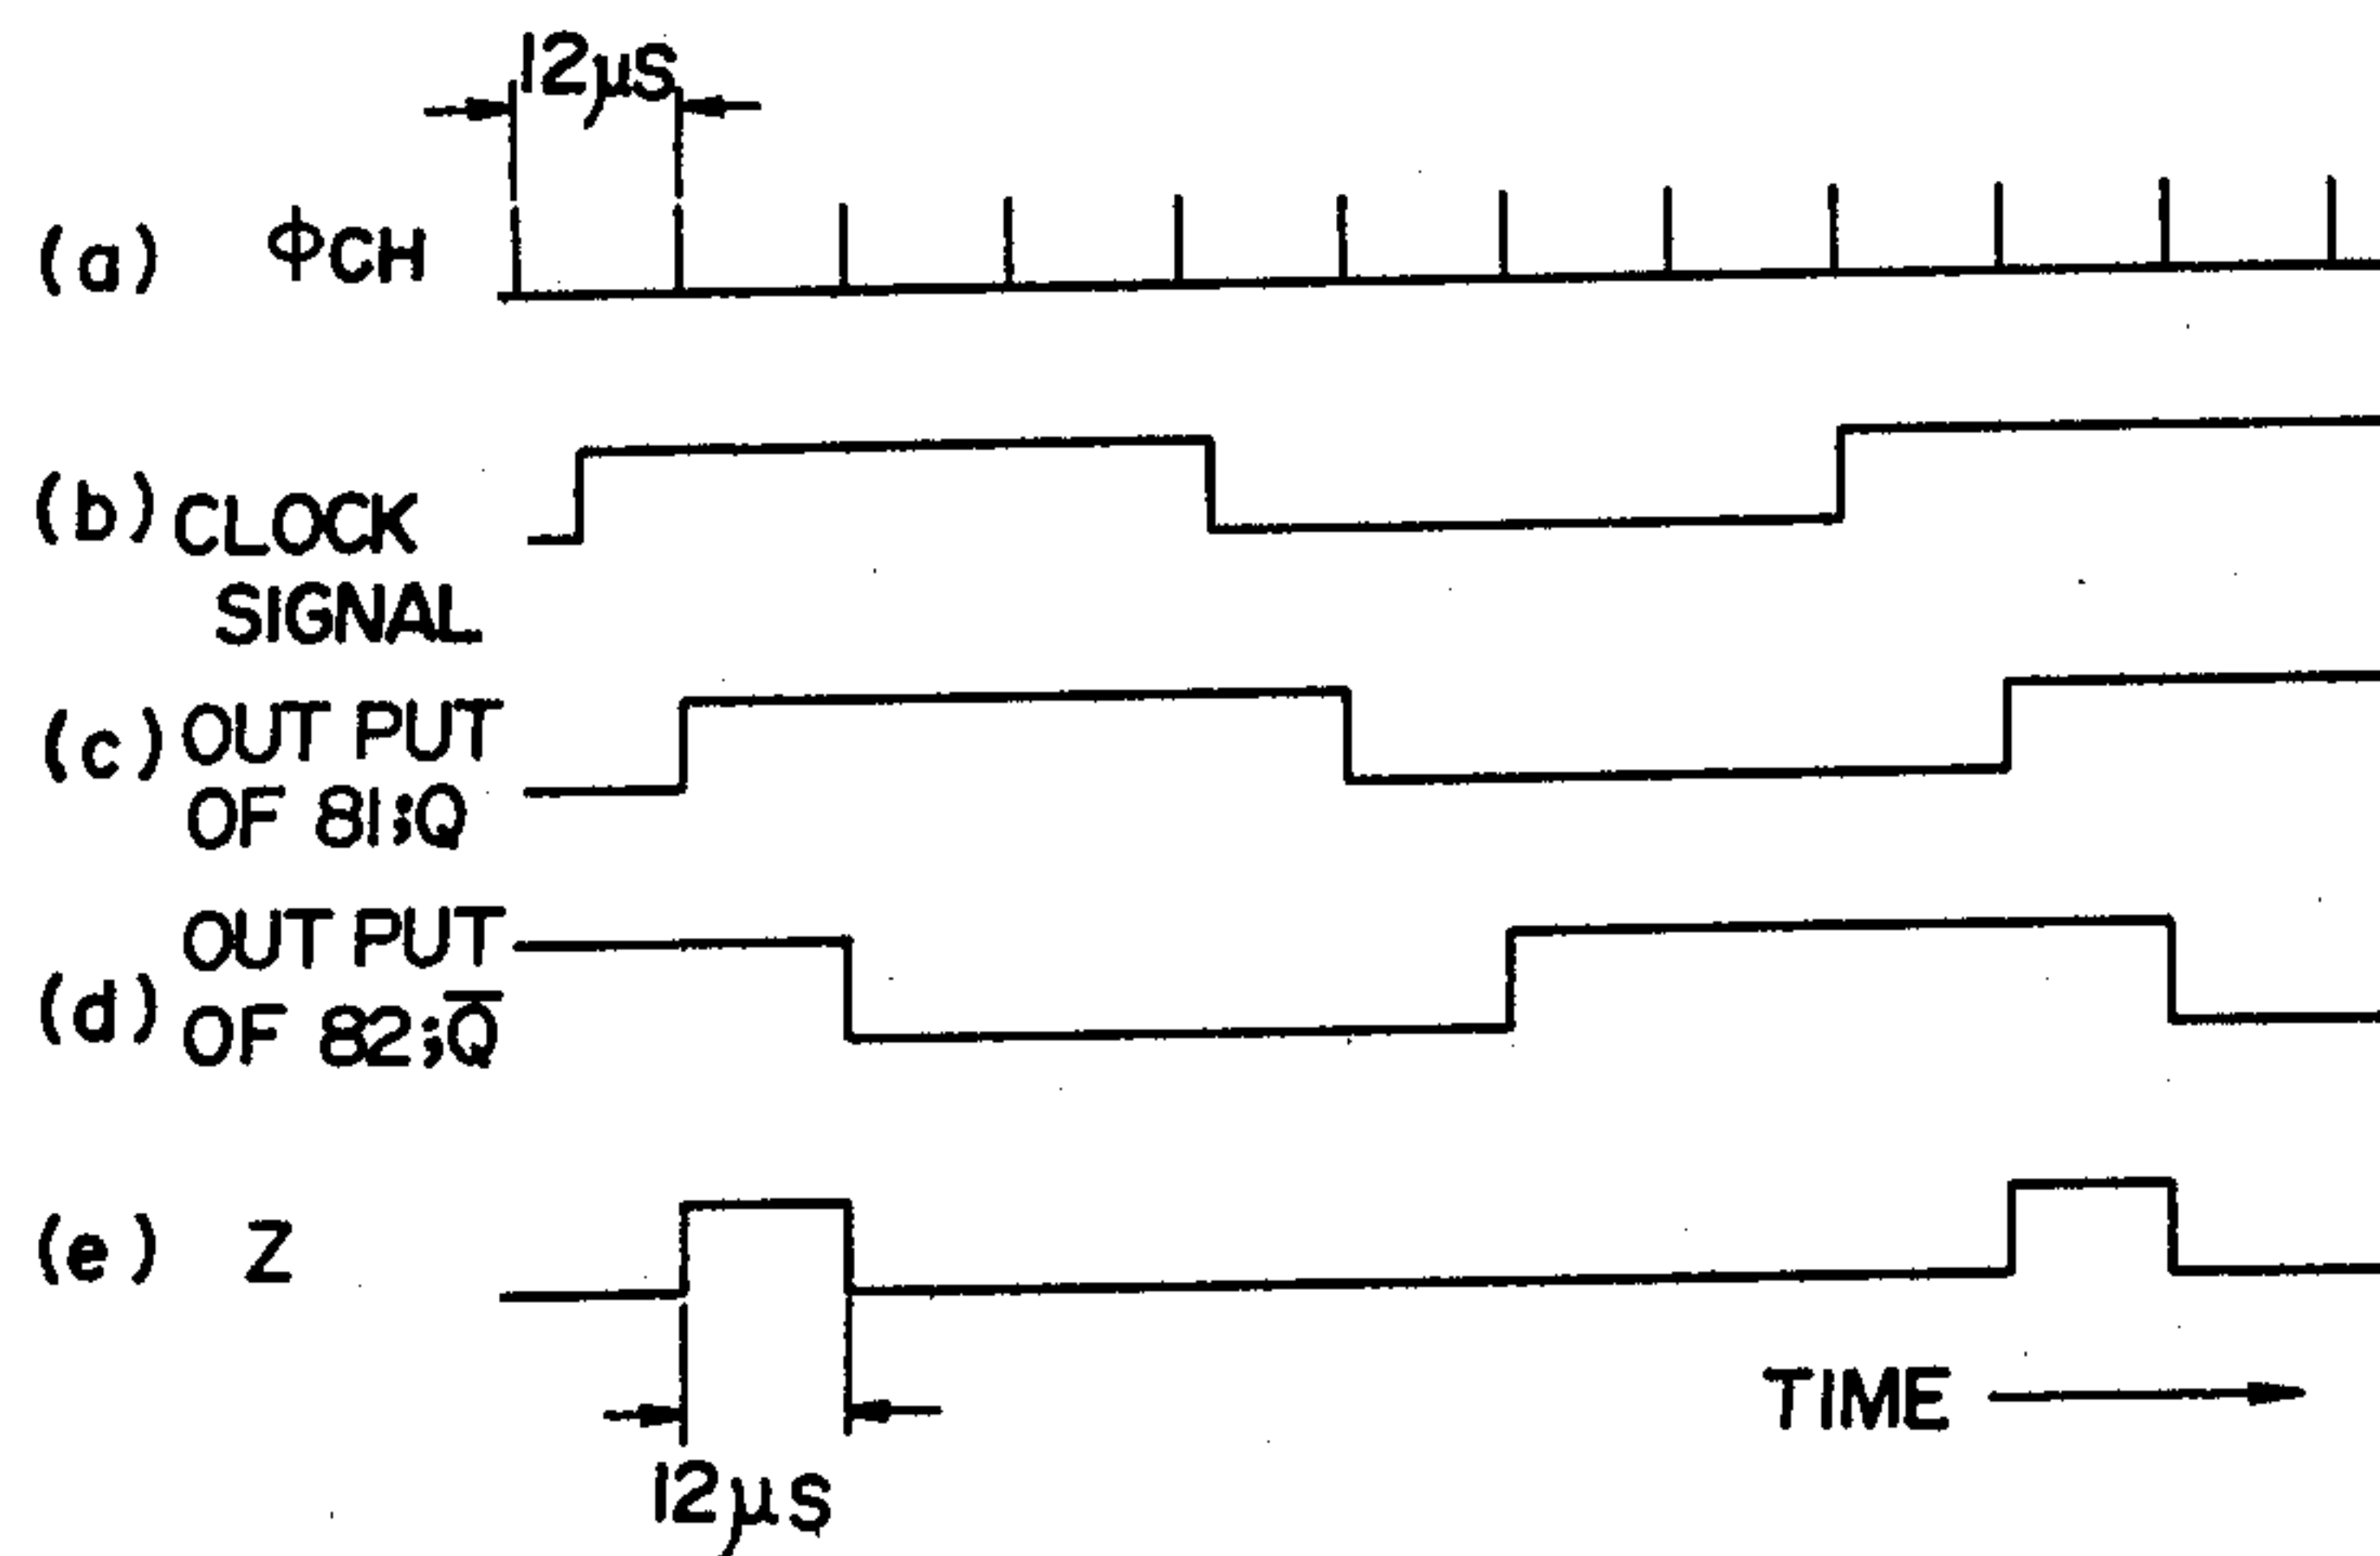 12μS
(a) ΦCH
(b) CLOCK
SIGNAL
(c) OUT PUT
OF 81;Q
OUT PUT
(d) OF 82;Q̅
(e) Z
TIME
12μS